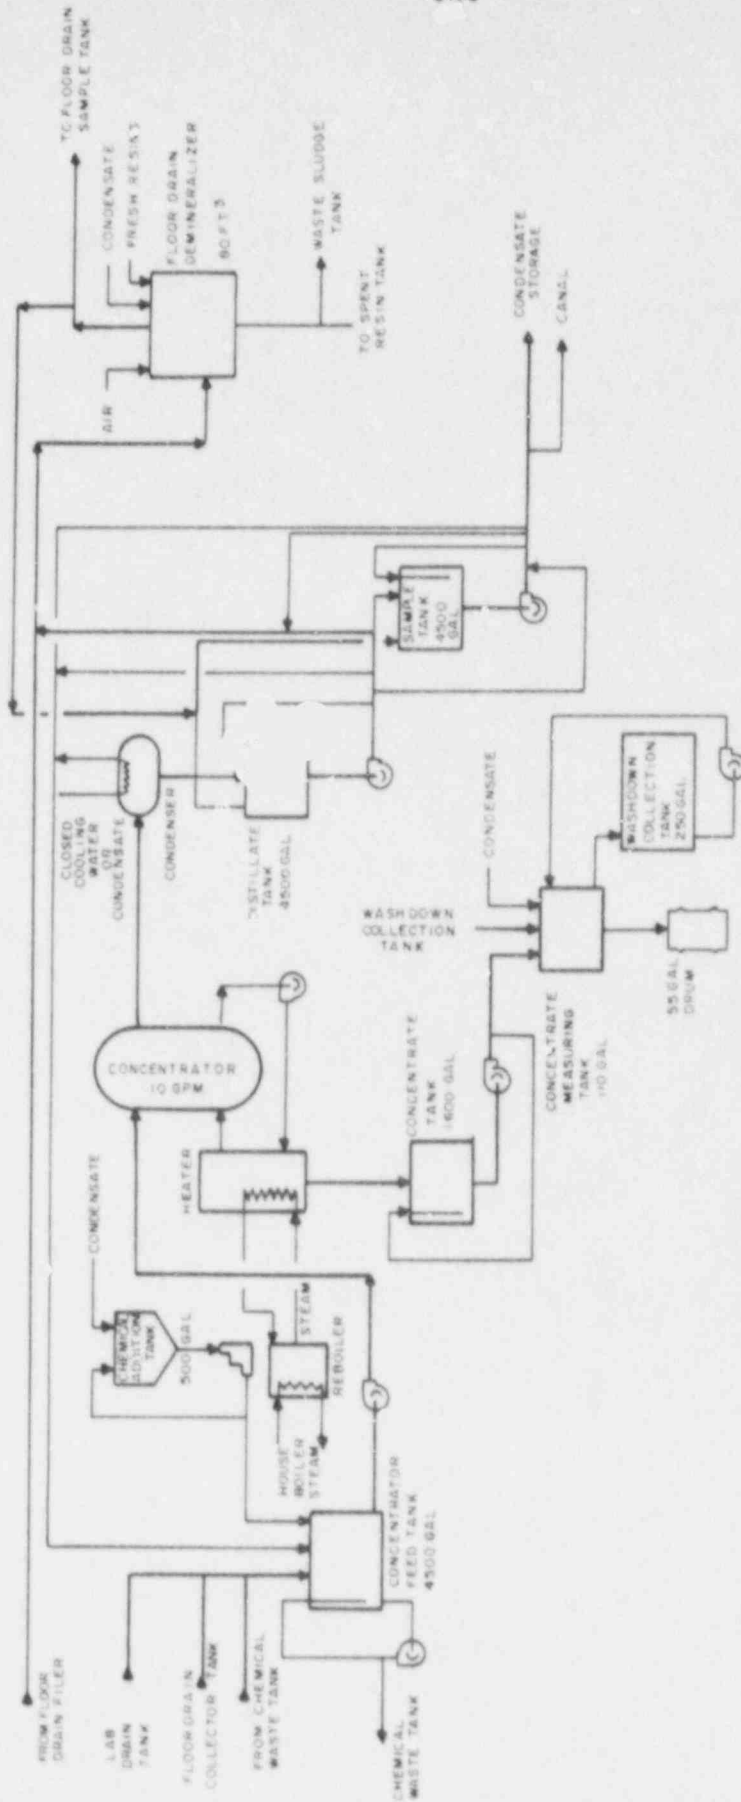 FROM FLOOR
DRAIN FILER
LAB
DRAIN
TANK
FLOOR DRAIN
COLLECTOR TANK
FROM CHEMICAL
WASTE TANK
CHEMICAL
WASTE TANK
CONCENTRATOR
FEED TANK
4500 GAL
CONDENSATE
CHEMICAL
ADDITION
TANK
500 GAL
HOUSE
BOILER
STEAM
STEAM
REBOILER
HEATER
CONCENTRATOR
10 GPM
CONCENTRATE
TANK
1600 GAL
CLOSED
COOLING
WATER
OR
CONDENSATE
CONDENSER
DISTILLATE
TANK
4500 GAL
WASHDOWN
COLLECTION
TANK
CONDENSATE
CONCENTRATE
MEASURING
TANK
110 GAL
WASHDOWN
COLLECTION
TANK
250 GAL
55 GAL
DRUM
SAMPLE
TANK
4500
GAL
CONDENSATE
STORAGE
CANAL
AIR
TO FLOOR DRAIN
SAMPLE TANK
CONDENSATE
FRESH RESINS
FLOOR DRAIN
DEMINERALIZER
80 FT3
WASTE SLUDGE
TANK
TO SPENT
RESIN TANK